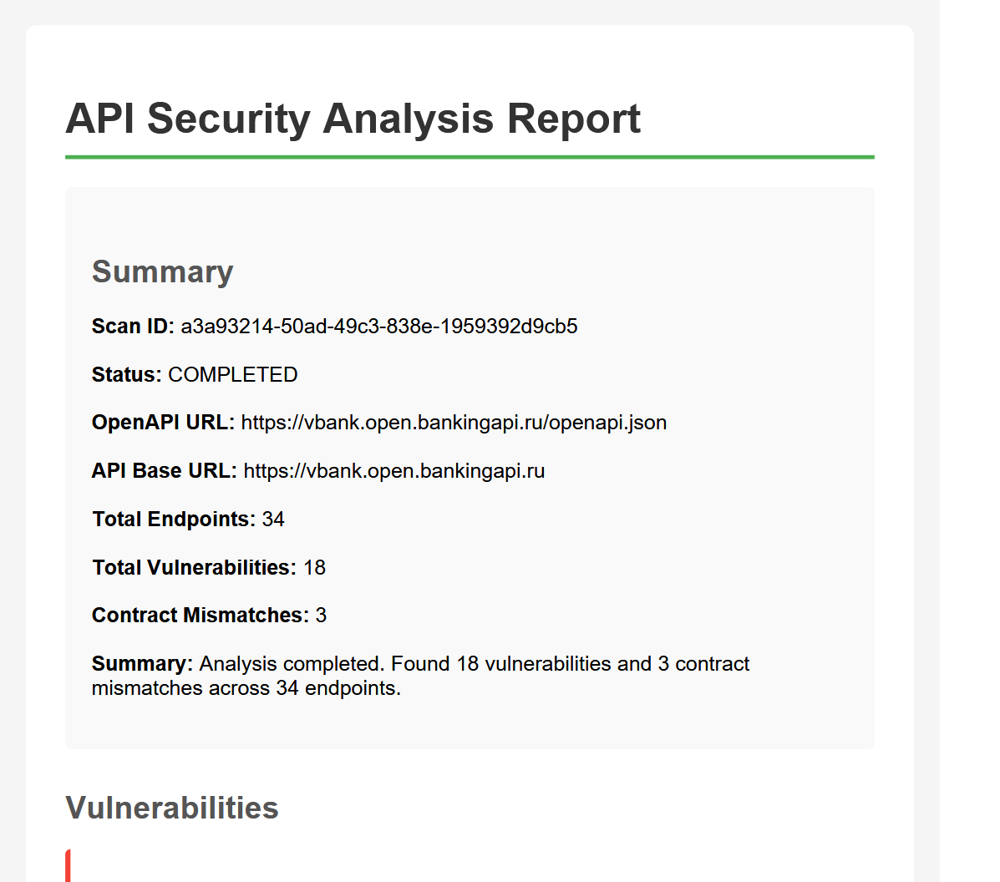 API Security Analysis Report
Summary
Scan ID: a3a93214-50ad-49c3-838e-1959392d9cb5
Status: COMPLETED
OpenAPI URL: https://vbank.open.bankingapi.ru/openapi.json
API Base URL: https://vbank.open.bankingapi.ru
Total Endpoints: 34
Total Vulnerabilities: 18
Contract Mismatches: 3
Summary: Analysis completed. Found 18 vulnerabilities and 3 contract
mismatches across 34 endpoints.
Vulnerabilities